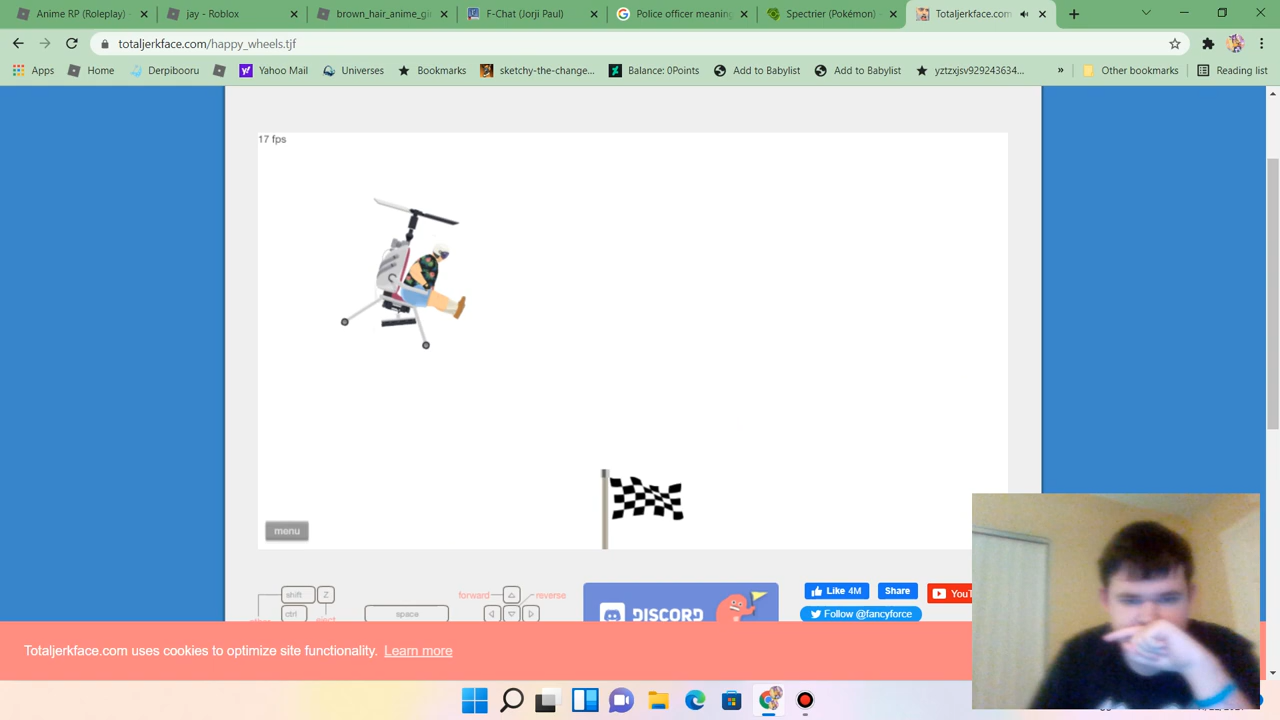 Anime RP (Roleplay) -
jay - Roblox
brown_hair_anime_gi
F-Chat (Jorji Paul)
Police officer meaning
Spectrier (Pokémon)
Totaljerkface.com
totaljerkface.com/happy_wheels.tjf
Apps
Home
Derpibooru
Yahoo Mail
Universes
Bookmarks
sketchy-the-change...
Balance: 0Points
Add to Babylist
Add to Babylist
yztzxjsv929243634...
»
Other bookmarks
Reading list
17 fps
menu
shift
Z
ctrl
space
forward
reverse
DISCORD
Like 4M
Share
Follow @fancyforce
Totaljerkface.com uses cookies to optimize site functionality. Learn more